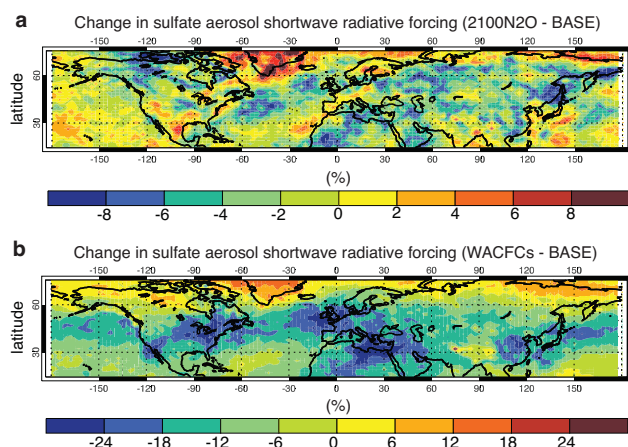 a
Change in sulfate aerosol shortwave radiative forcing (2100N2O - BASE)
-150 -120 -90 -60 -30 0 30 60 90 120 150
latitude
60
30
-150 -120 -90 -60 -30 0 30 60 90 120 150
(%)
-8 -6 -4 -2 0 2 4 6 8
b
Change in sulfate aerosol shortwave radiative forcing (WACFCs - BASE)
-150 -120 -90 -60 -30 0 30 60 90 120 150
latitude
60
30
-150 -120 -90 -60 -30 0 30 60 90 120 150
(%)
-24 -18 -12 -6 0 6 12 18 24